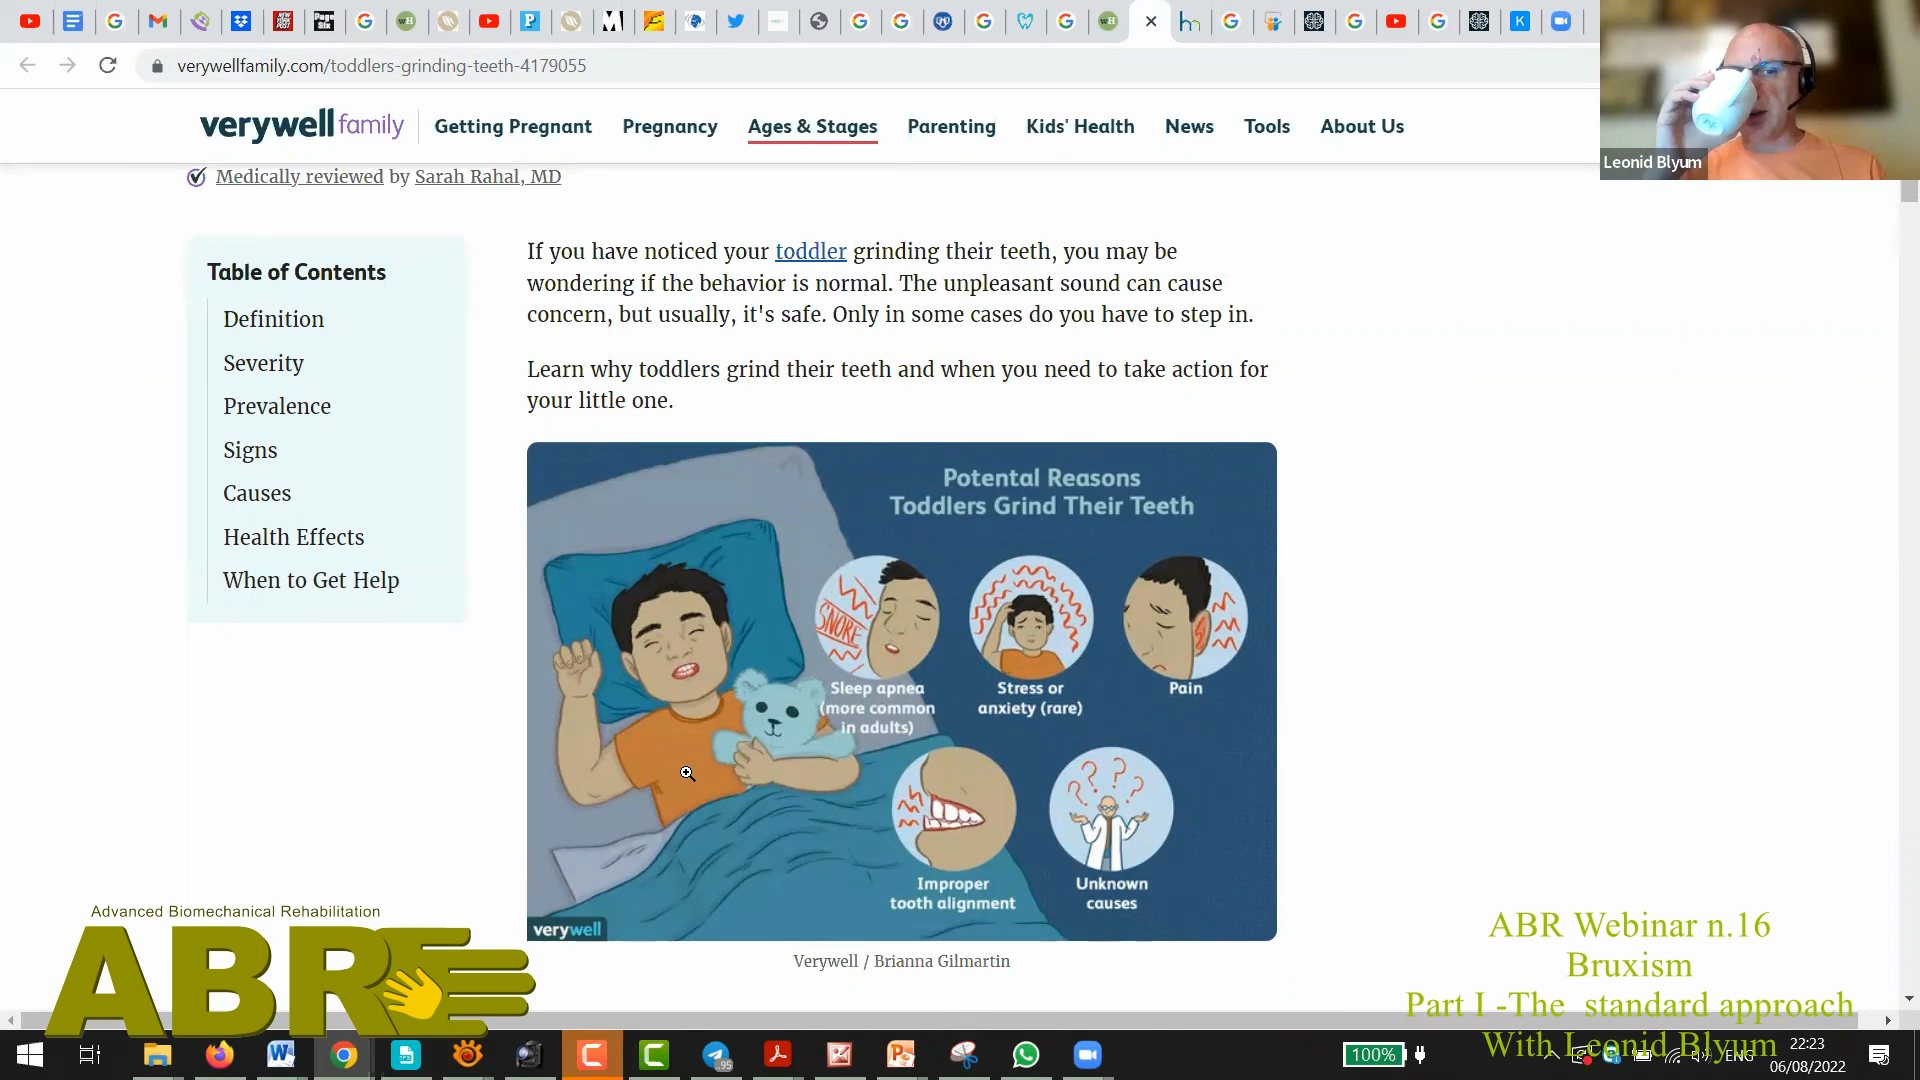 verywellfamily.com/toddlers-grinding-teeth-4179055
verywell family
Getting Pregnant
Pregnancy
Ages & Stages
Parenting
Kids' Health
News
Tools
About Us
Leonid Blyum
Medically reviewed by Sarah Rahal, MD
Table of Contents
Definition
Severity
Prevalence
Signs
Causes
Health Effects
When to Get Help
If you have noticed your toddler grinding their teeth, you may be
wondering if the behavior is normal. The unpleasant sound can cause
concern, but usually, it's safe. Only in some cases do you have to step in.
Learn why toddlers grind their teeth and when you need to take action for
your little one.
Potential Reasons
Toddlers Grind Their Teeth
SNORE
Sleep apnea
(more common
in adults)
Stress or
anxiety (rare)
Pain
Improper
tooth alignment
Unknown
causes
verywell
Verywell / Brianna Gilmartin
Advanced Biomechanical Rehabilitation
ABR
ABR Webinar n.16
Bruxism
Part I -The standard approach
With Leonid Blyum
100%
ENG
22:23
06/08/2022